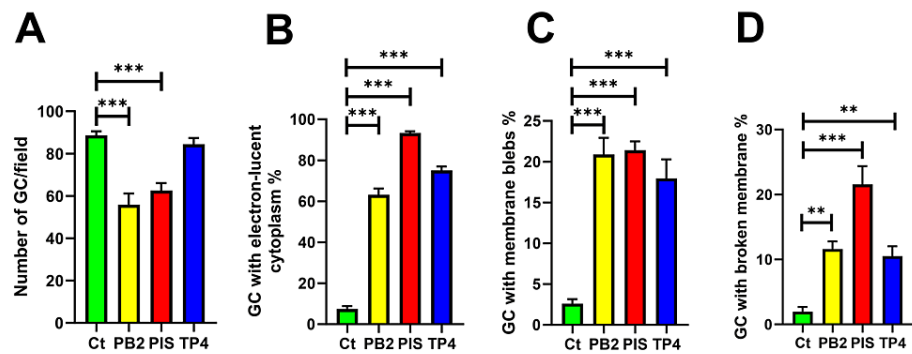 A
Number of GC/field
100
80
60
40
20
0
***
***
Ct PB2 PIS TP4
B
GC with electron-lucent
cytoplasm %
100
80
60
40
20
0
***
***
***
Ct PB2 PIS TP4
C
GC with membrane blebs %
25
20
15
10
5
0
***
***
***
Ct PB2 PIS TP4
D
GC with broken membrane %
30
20
10
0
**
***
**
Ct PB2 PIS TP4